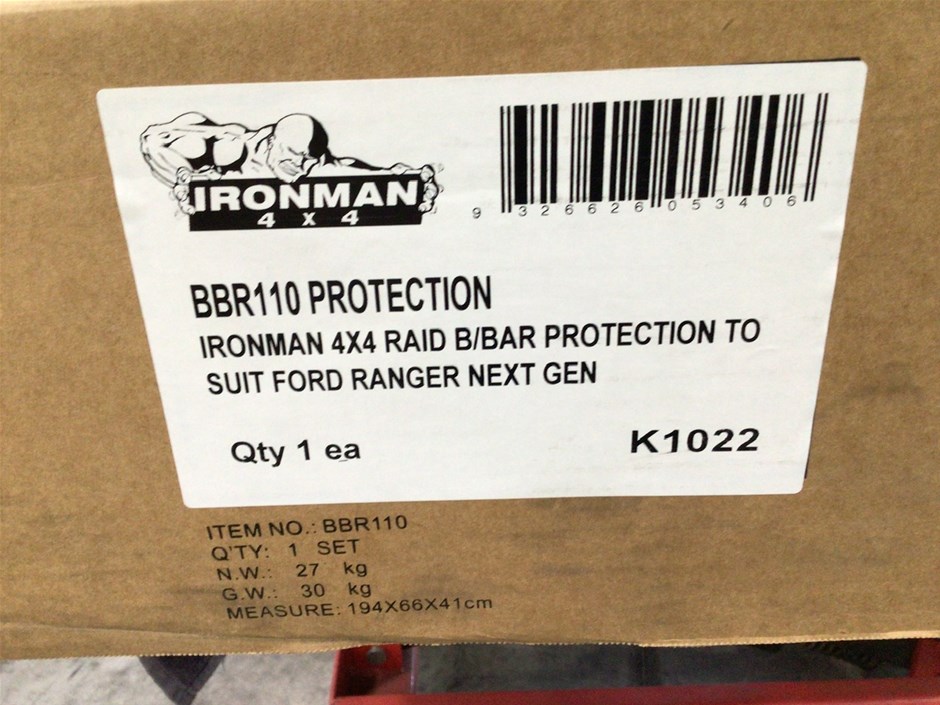 IRONMAN
4 x 4
9 326626 053406
BBR110 PROTECTION
IRONMAN 4X4 RAID B/BAR PROTECTION TO
SUIT FORD RANGER NEXT GEN
Qty 1 ea
K1022
ITEM NO.: BBR110
Q'TY: 1 SET
N.W.: 27 kg
G.W.: 30 kg
MEASURE: 194X66X41cm